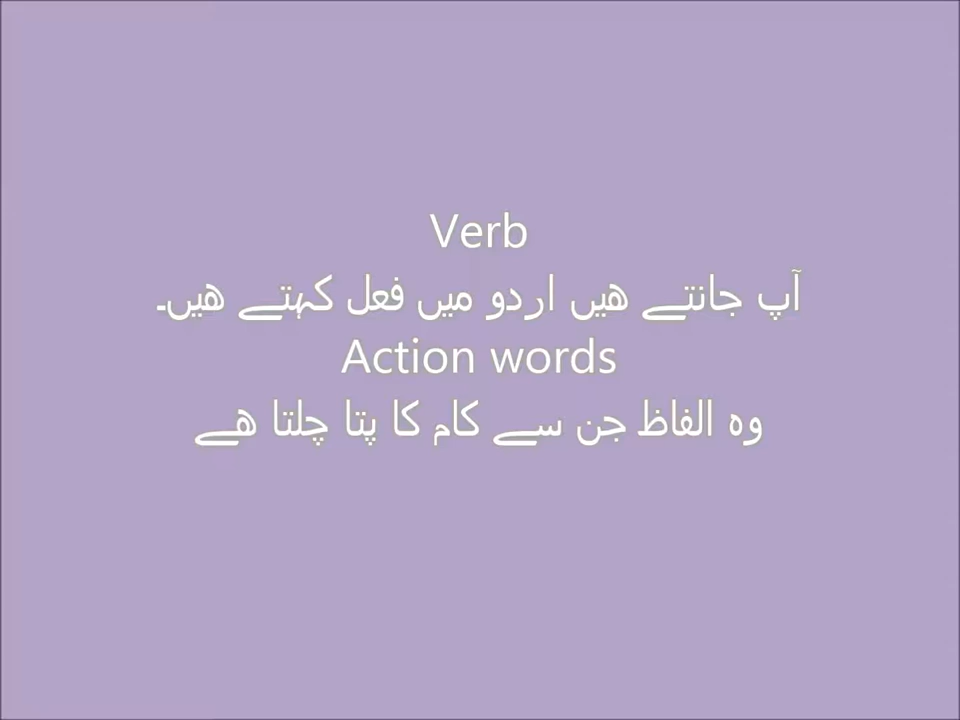 Verb
آپ جانتے ھیں اردو میں فعل کہتے ھیں۔
Action words
وہ الفاظ جن سے کام کا پتا چلتا ھے